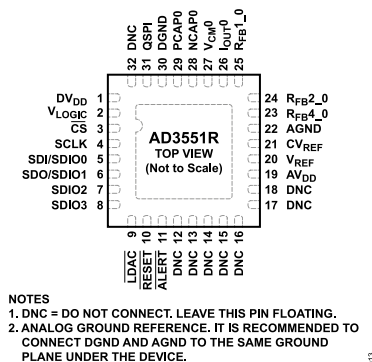 32 DNC
31 QSPI
30 DGND
29 PCAP0
28 NCAP0
27 VCM0
26 IOUT0
25 RFB1_0
DVDD 1
VLOGIC 2
CS 3
SCLK 4
SDI/SDIO0 5
SDO/SDIO1 6
SDIO2 7
SDIO3 8
AD3551R
TOP VIEW
(Not to Scale)
24 RFB2_0
23 RFB4_0
22 AGND
21 CVREF
20 VREF
19 AVDD
18 DNC
17 DNC
LDAC 9
RESET 10
ALERT 11
DNC 12
DNC 13
DNC 14
DNC 15
DNC 16
NOTES
1. DNC = DO NOT CONNECT. LEAVE THIS PIN FLOATING.
2. ANALOG GROUND REFERENCE. IT IS RECOMMENDED TO
CONNECT DGND AND AGND TO THE SAME GROUND
PLANE UNDER THE DEVICE.